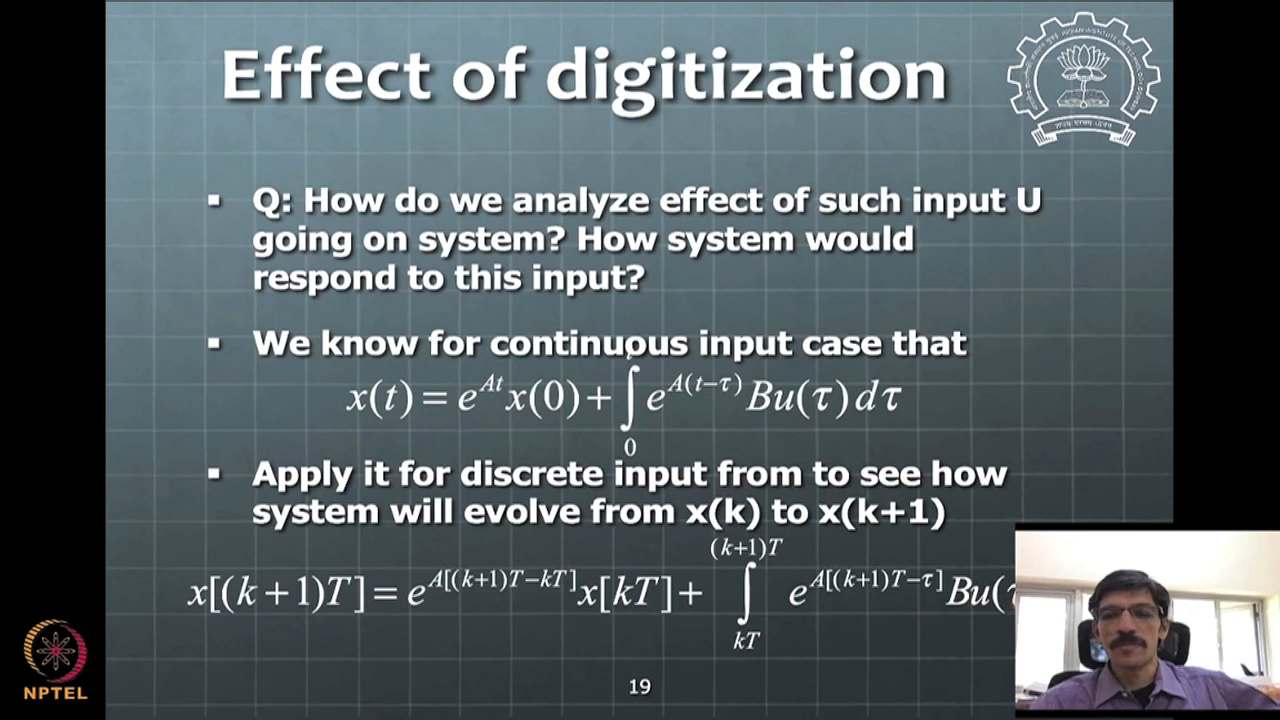 Effect of digitization
▪ Q: How do we analyze effect of such input U
going on system? How system would
respond to this input?
▪ We know for continuous input case that
x(t) = e^{At}x(0) + ∫_0^t e^{A(t−τ)} Bu(τ) dτ
▪ Apply it for discrete input from to see how
system will evolve from x(k) to x(k+1)
x[(k+1)T] = e^{A[(k+1)T−kT]}x[kT] + ∫_{kT}^{(k+1)T} e^{A[(k+1)T−τ]} Bu(
19
NPTEL